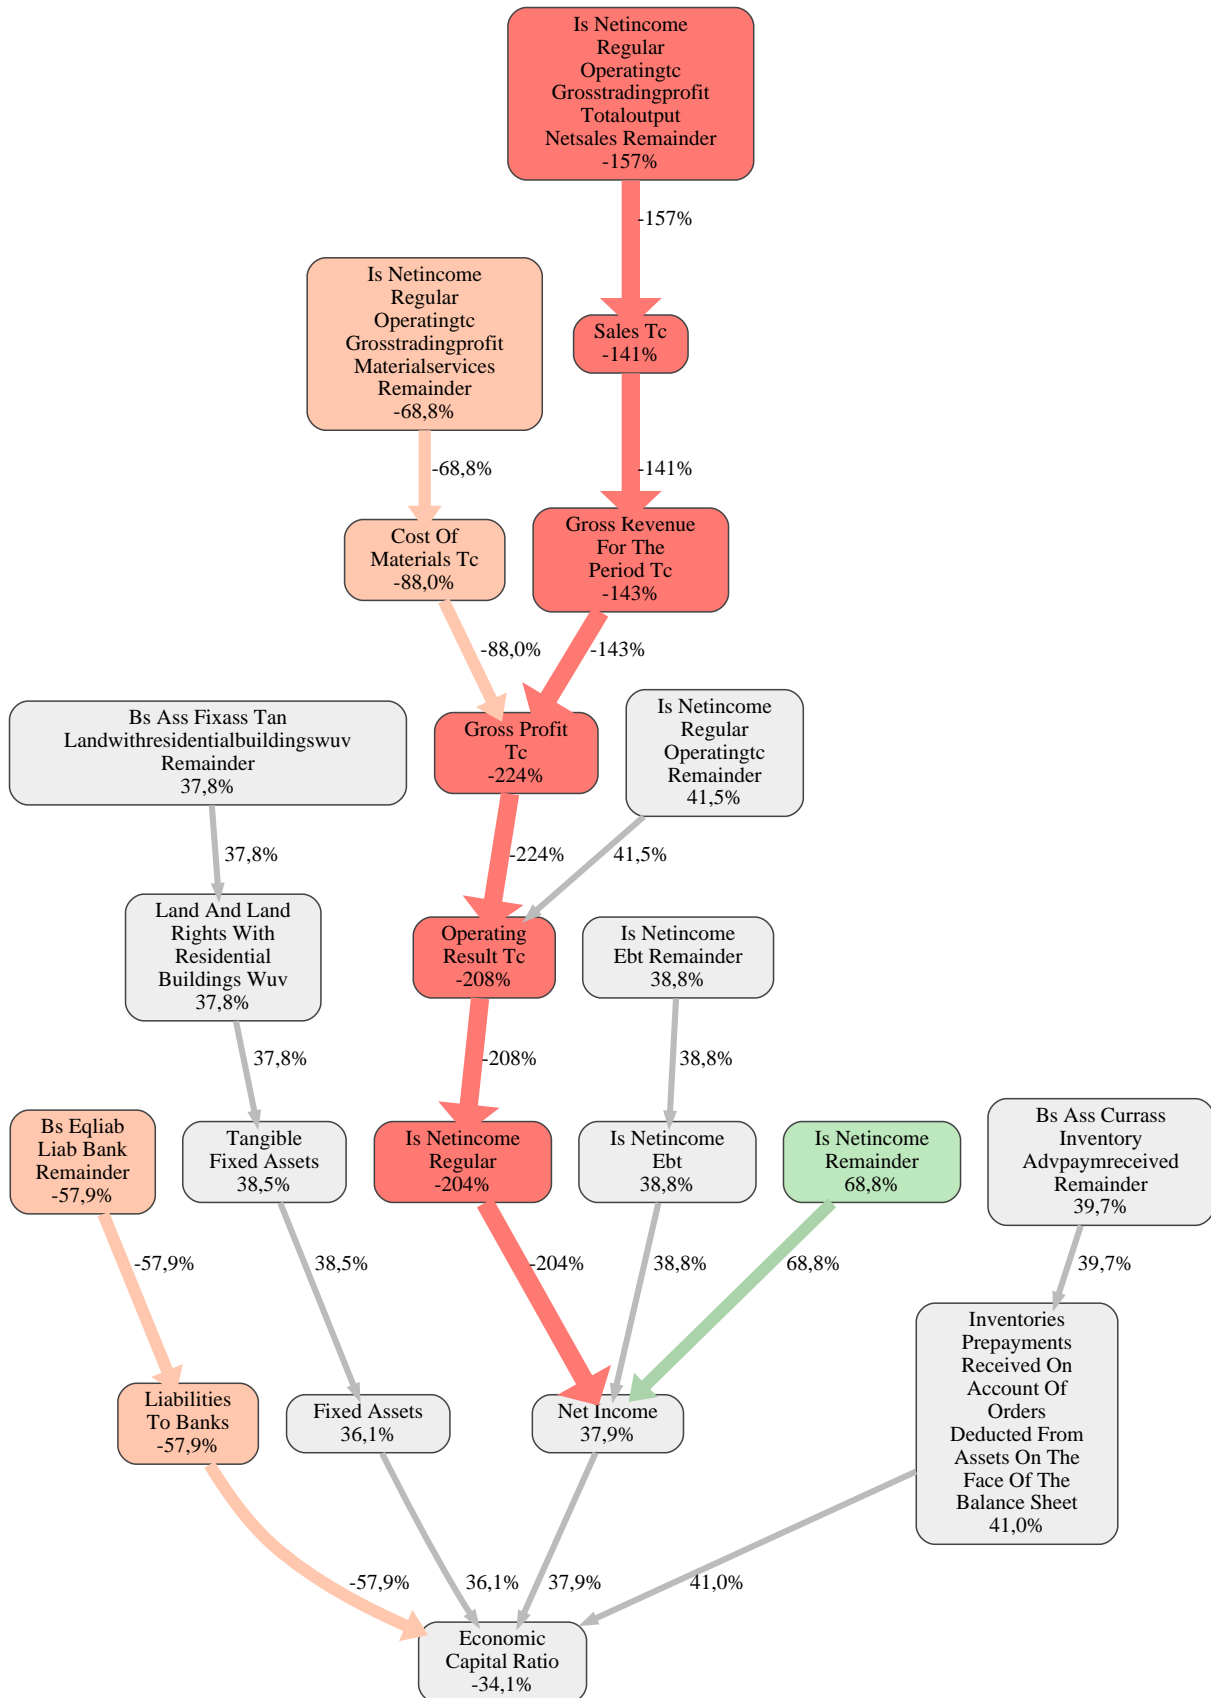 Is Netincome
Regular
Operatingtc
Grosstradingprofit
Totaloutput
Netsales Remainder
-157%
-157%
Is Netincome
Regular
Operatingtc
Grosstradingprofit
Materialservices
Remainder
-68,8%
Sales Tc
-141%
-68,8%
-141%
Cost Of
Materials Tc
-88,0%
Gross Revenue
For The
Period Tc
-143%
-88,0%
-143%
Bs Ass Fixass Tan
Landwithresidentialbuildingswuv
Remainder
37,8%
Gross Profit
Tc
-224%
Is Netincome
Regular
Operatingtc
Remainder
41,5%
37,8%
-224%
41,5%
Land And Land
Rights With
Residential
Buildings Wuv
37,8%
Operating
Result Tc
-208%
Is Netincome
Ebt Remainder
38,8%
37,8%
-208%
38,8%
Bs Eqliab
Liab Bank
Remainder
-57,9%
Tangible
Fixed Assets
38,5%
Is Netincome
Regular
-204%
Is Netincome
Ebt
38,8%
Is Netincome
Remainder
68,8%
Bs Ass Currass
Inventory
Advpaymreceived
Remainder
39,7%
-57,9%
38,5%
-204%
38,8%
68,8%
39,7%
Liabilities
To Banks
-57,9%
Fixed Assets
36,1%
Net Income
37,9%
Inventories
Prepayments
Received On
Account Of
Orders
Deducted From
Assets On The
Face Of The
Balance Sheet
41,0%
-57,9%
36,1%
37,9%
41,0%
Economic
Capital Ratio
-34,1%